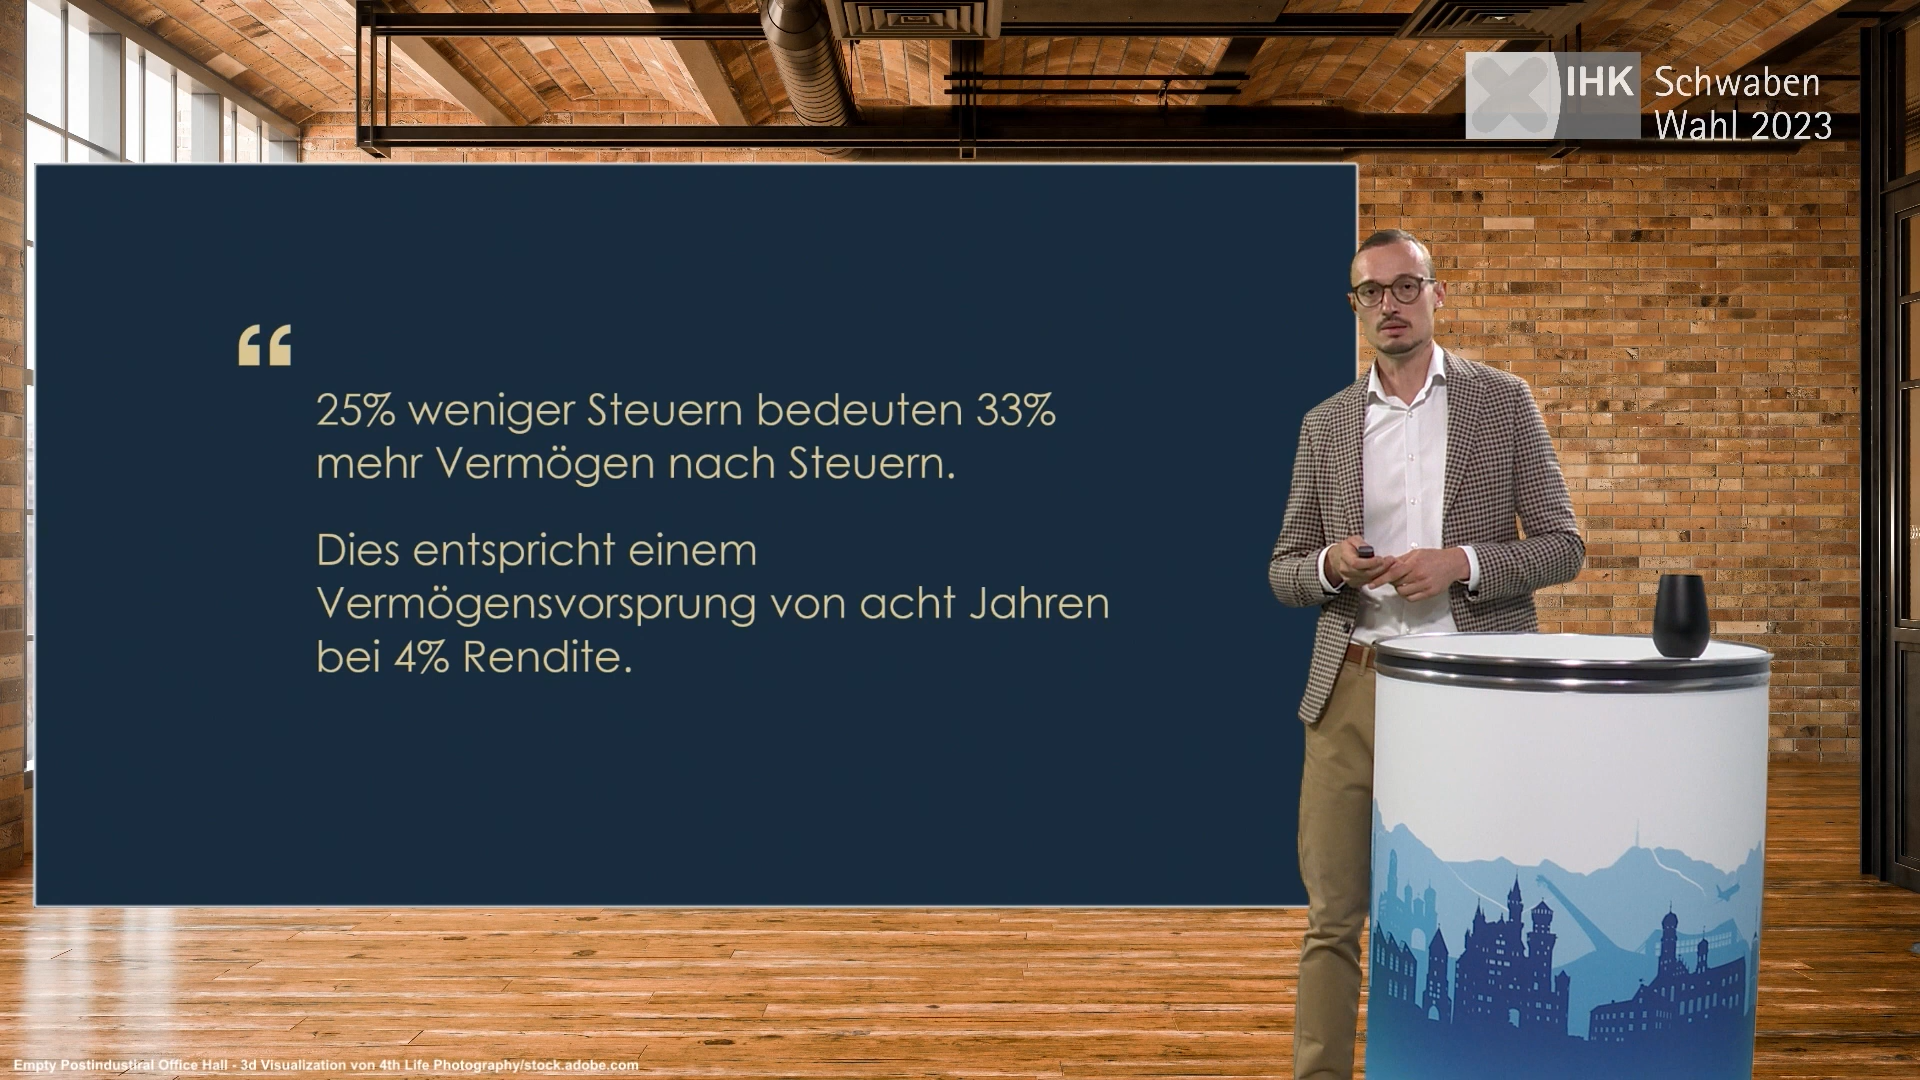 IHK Schwaben
Wahl 2023
“
25% weniger Steuern bedeuten 33%
mehr Vermögen nach Steuern.
Dies entspricht einem
Vermögensvorsprung von acht Jahren
bei 4% Rendite.
Empty Postindustiral Office Hall - 3d Visualization von 4th Life Photography/stock.adobe.com